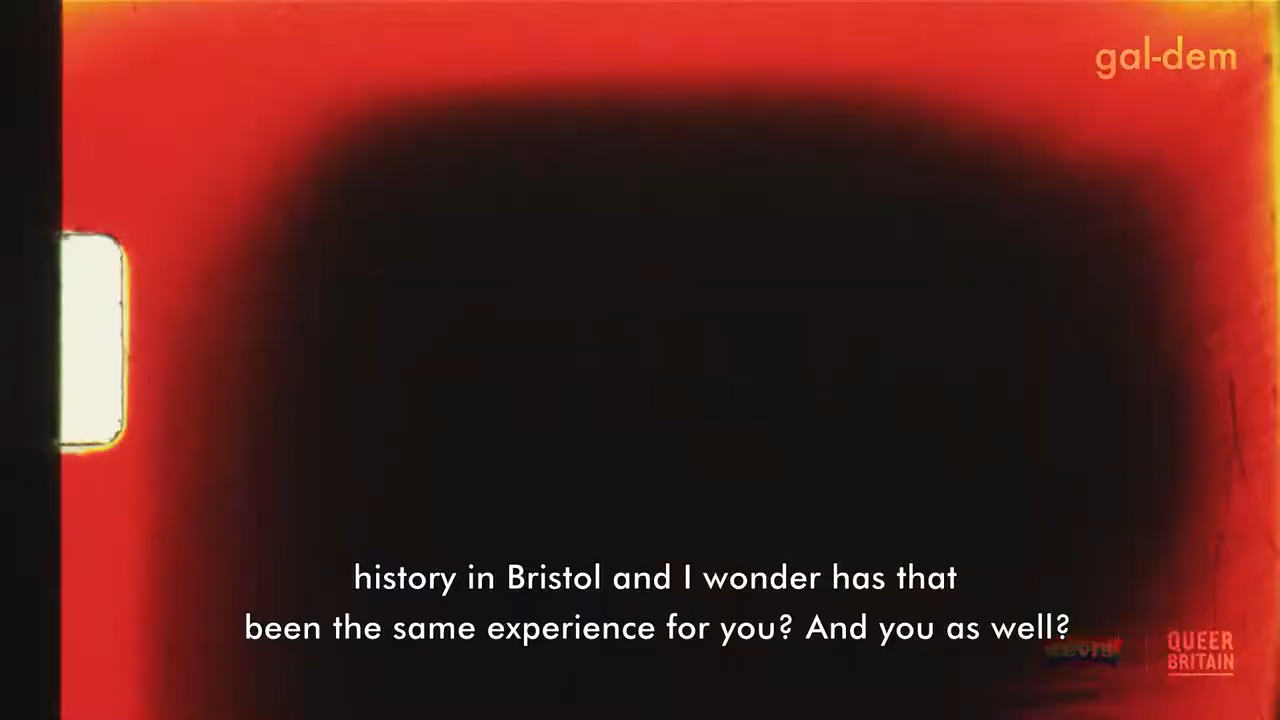 gal-dem
history in Bristol and I wonder has that
been the same experience for you? And you as well?
QUEER
BRITAIN